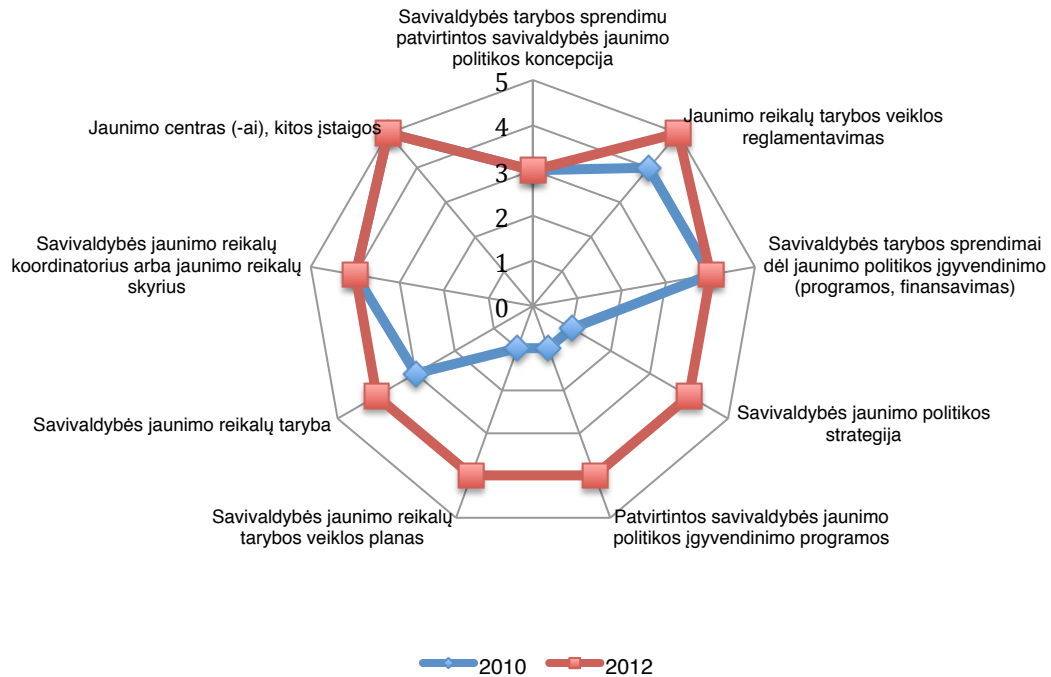 Savivaldybės tarybos sprendimu
patvirtintos savivaldybės jaunimo
politikos koncepcija
5
4
3
2
1
0
Jaunimo reikalų tarybos veiklos
reglamentavimas
Savivaldybės tarybos sprendimai
dėl jaunimo politikos įgyvendinimo
(programos, finansavimas)
Savivaldybės jaunimo politikos
strategija
Patvirtintos savivaldybės jaunimo
politikos įgyvendinimo programos
Savivaldybės jaunimo reikalų
tarybos veiklos planas
Savivaldybės jaunimo reikalų taryba
Savivaldybės jaunimo reikalų
koordinatorius arba jaunimo reikalų
skyrius
Jaunimo centras (-ai), kitos įstaigos
2010
2012